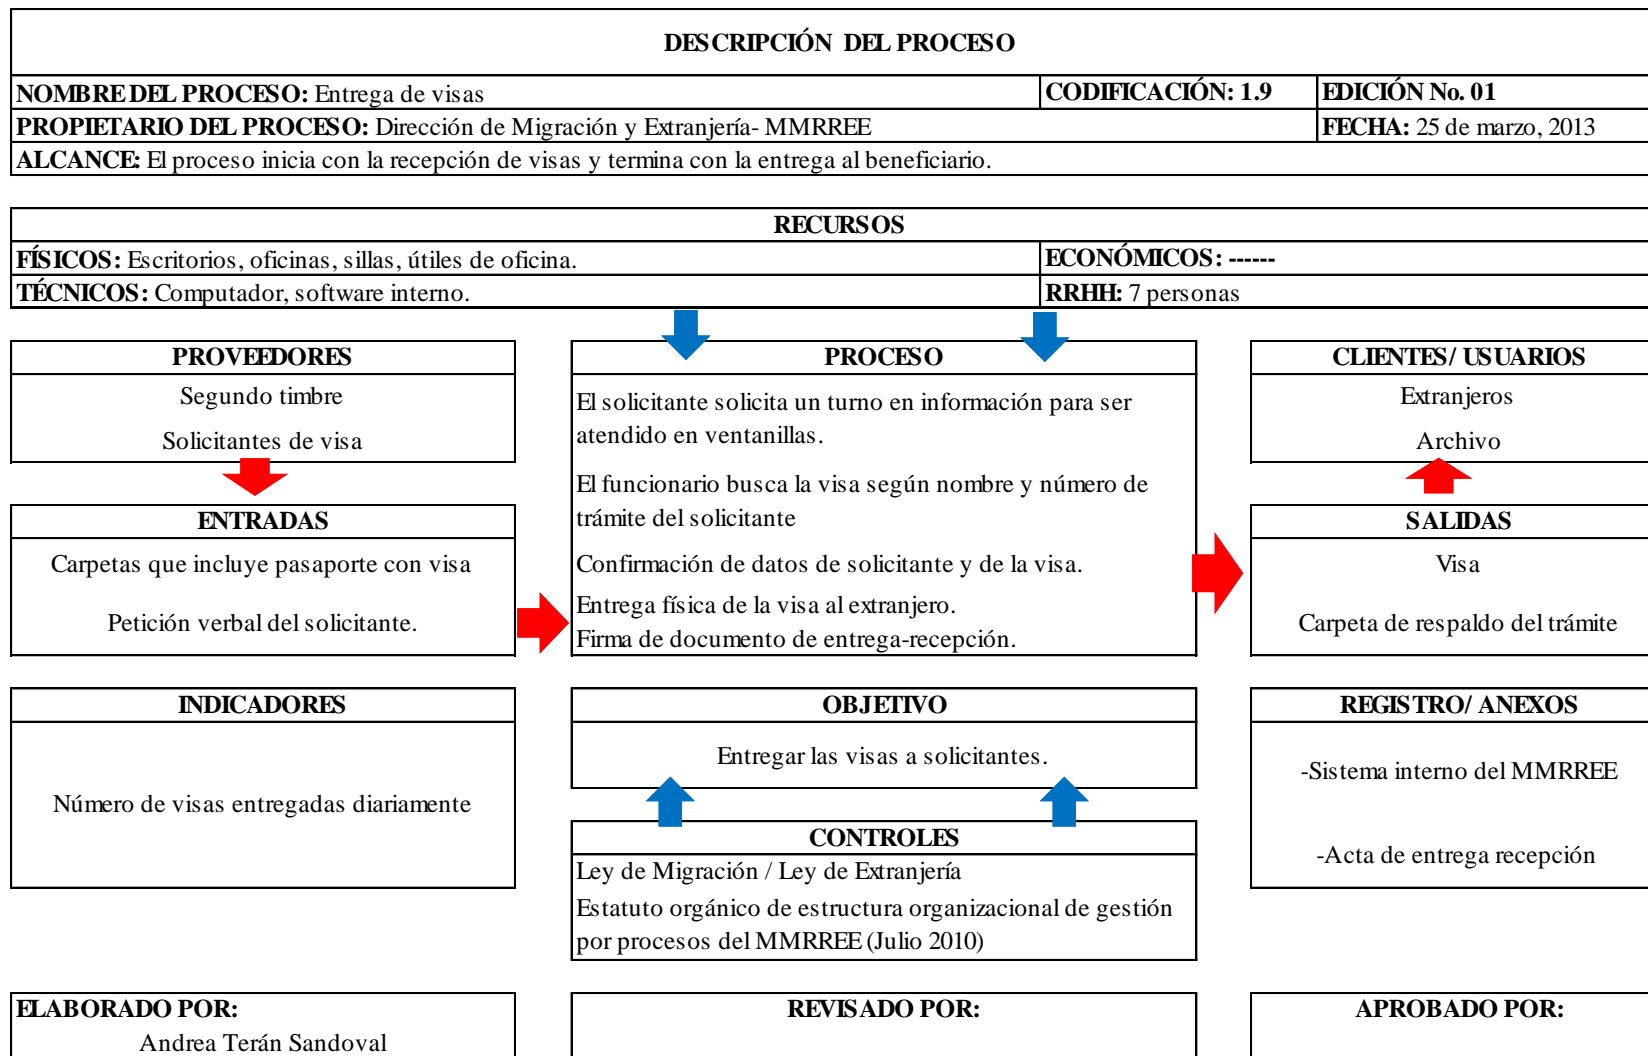 DESCRIPCIÓN DEL PROCESO
NOMBRE DEL PROCESO: Entrega de visas
CODIFICACIÓN: 1.9
EDICIÓN No. 01
PROPIETARIO DEL PROCESO: Dirección de Migración y Extranjería- MMRREE
FECHA: 25 de marzo, 2013
ALCANCE: El proceso inicia con la recepción de visas y termina con la entrega al beneficiario.
RECURSOS
FÍSICOS: Escritorios, oficinas, sillas, útiles de oficina.
ECONÓMICOS: ------
TÉCNICOS: Computador, software interno.
RRHH: 7 personas
PROVEEDORES
Segundo timbre
Solicitantes de visa
ENTRADAS
Carpetas que incluye pasaporte con visa
Petición verbal del solicitante.
PROCESO
El solicitante solicita un turno en información para ser
atendido en ventanillas.
El funcionario busca la visa según nombre y número de
trámite del solicitante
Confirmación de datos de solicitante y de la visa.
Entrega física de la visa al extranjero.
Firma de documento de entrega-recepción.
CLIENTES/ USUARIOS
Extranjeros
Archivo
SALIDAS
Visa
Carpeta de respaldo del trámite
INDICADORES
Número de visas entregadas diariamente
OBJETIVO
Entregar las visas a solicitantes.
CONTROLES
Ley de Migración / Ley de Extranjería
Estatuto orgánico de estructura organizacional de gestión
por procesos del MMRREE (Julio 2010)
REGISTRO/ ANEXOS
-Sistema interno del MMRREE
-Acta de entrega recepción
ELABORADO POR:
Andrea Terán Sandoval
REVISADO POR:
APROBADO POR: